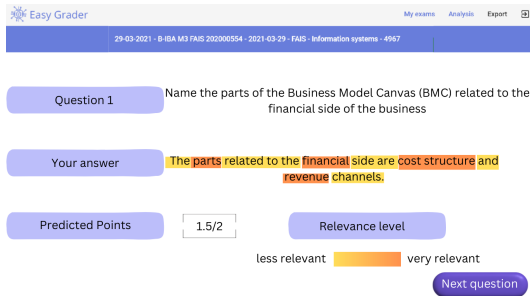 Easy Grader
My exams Analysis Export
29-03-2021 - B-IBA M3 FAIS 202000554 - 2021-03-29 - FAIS - Information systems - 4967
Question 1
Name the parts of the Business Model Canvas (BMC) related to the
financial side of the business
Your answer
The parts related to the financial side are cost structure and
revenue channels.
Predicted Points
1.5/2
Relevance level
less relevant
very relevant
Next question